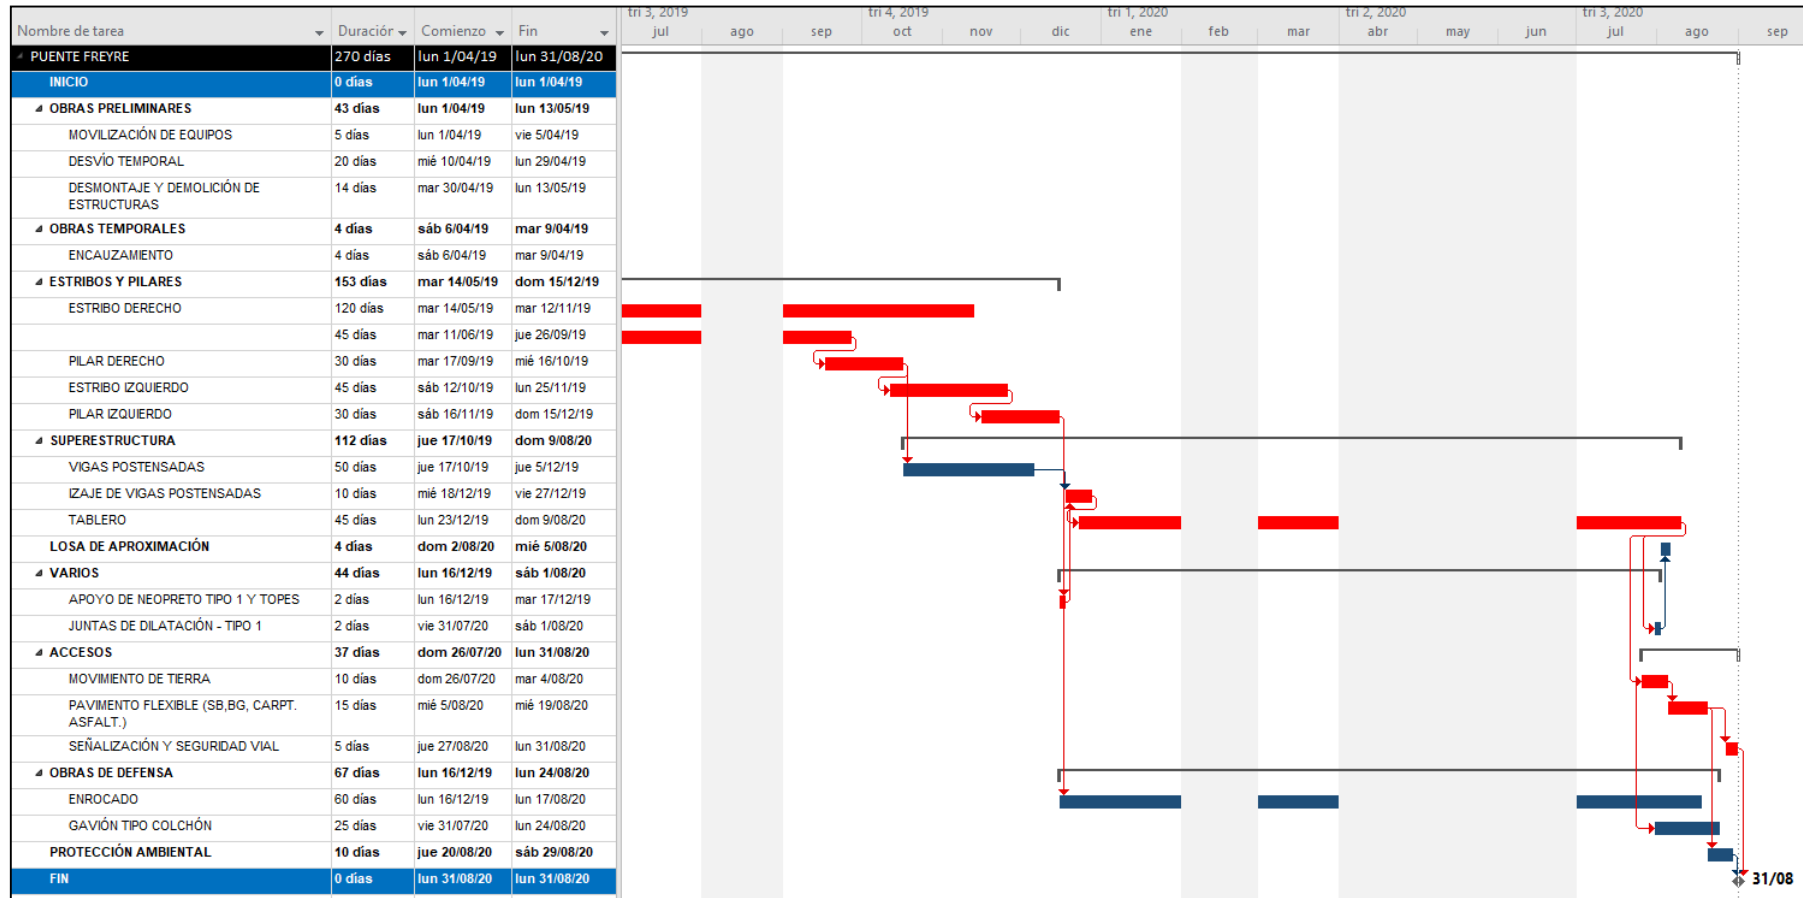 tri 3, 2019 tri 4, 2019 tri 1, 2020 tri 2, 2020 tri 3, 2020
Nombre de tarea Duración Comienzo Fin jul ago sep oct nov dic ene feb mar abr may jun jul ago sep
PUENTE FREYRE 270 días lun 1/04/19 lun 31/08/20
INICIO 0 días lun 1/04/19 lun 1/04/19
OBRAS PRELIMINARES 43 días lun 1/04/19 lun 13/05/19
MOVILIZACIÓN DE EQUIPOS 5 días lun 1/04/19 vie 5/04/19
DESVÍO TEMPORAL 20 días mié 10/04/19 lun 29/04/19
DESMONTAJE Y DEMOLICIÓN DE 14 días mar 30/04/19 lun 13/05/19
ESTRUCTURAS
OBRAS TEMPORALES 4 días sáb 6/04/19 mar 9/04/19
ENCAUZAMIENTO 4 días sáb 6/04/19 mar 9/04/19
ESTRIBOS Y PILARES 153 días mar 14/05/19 dom 15/12/19
ESTRIBO DERECHO 120 días mar 14/05/19 mar 12/11/19
45 días mar 11/06/19 jue 26/09/19
PILAR DERECHO 30 días mar 17/09/19 mié 16/10/19
ESTRIBO IZQUIERDO 45 días sáb 12/10/19 lun 25/11/19
PILAR IZQUIERDO 30 días sáb 16/11/19 dom 15/12/19
SUPERESTRUCTURA 112 días jue 17/10/19 dom 9/08/20
VIGAS POSTENSADAS 50 días jue 17/10/19 jue 5/12/19
IZAJE DE VIGAS POSTENSADAS 10 días mié 18/12/19 vie 27/12/19
TABLERO 45 días lun 23/12/19 dom 9/08/20
LOSA DE APROXIMACIÓN 4 días dom 2/08/20 mié 5/08/20
VARIOS 44 días lun 16/12/19 sáb 1/08/20
APOYO DE NEOPRETO TIPO 1 Y TOPES 2 días lun 16/12/19 mar 17/12/19
JUNTAS DE DILATACIÓN - TIPO 1 2 días vie 31/07/20 sáb 1/08/20
ACCESOS 37 días dom 26/07/20 lun 31/08/20
MOVIMIENTO DE TIERRA 10 días dom 26/07/20 mar 4/08/20
PAVIMENTO FLEXIBLE (SB,BG, CARPT. 15 días mié 5/08/20 mié 19/08/20
ASFALT.)
SEÑALIZACIÓN Y SEGURIDAD VIAL 5 días jue 27/08/20 lun 31/08/20
OBRAS DE DEFENSA 67 días lun 16/12/19 lun 24/08/20
ENROCADO 60 días lun 16/12/19 lun 17/08/20
GAVIÓN TIPO COLCHÓN 25 días vie 31/07/20 lun 24/08/20
PROTECCIÓN AMBIENTAL 10 días jue 20/08/20 sáb 29/08/20
FIN 0 días lun 31/08/20 lun 31/08/20 31/08